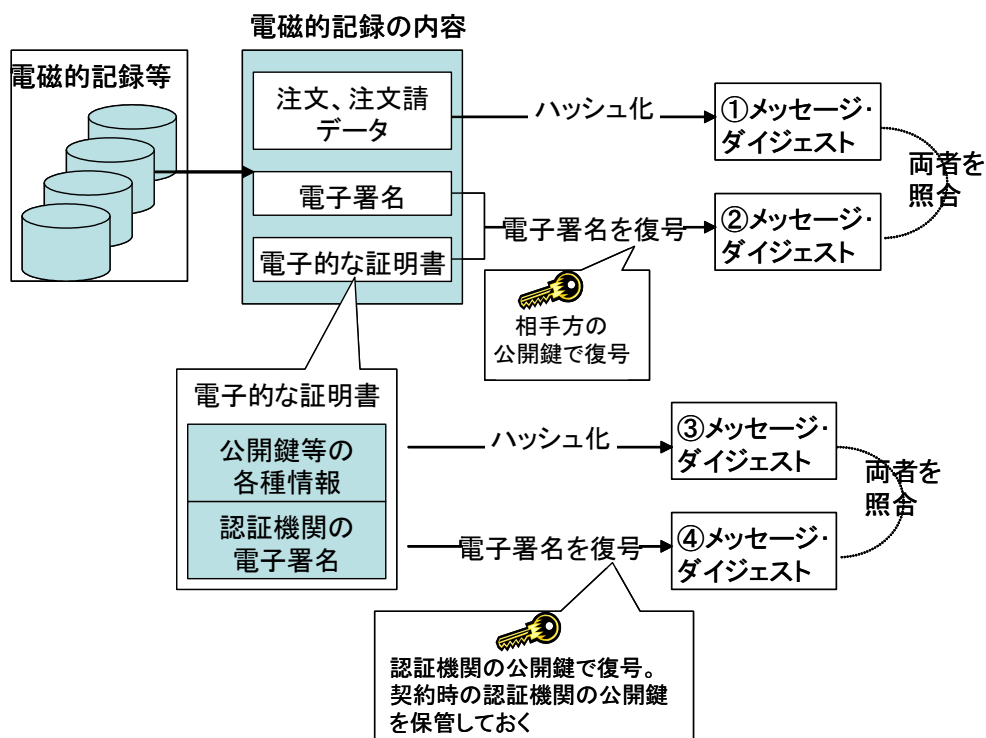 電磁的記録の内容
電磁的記録等
注文、注文請
データ
ハッシュ化
①メッセージ・
ダイジェスト
両者を
照合
電子署名
電子署名を復号
②メッセージ・
ダイジェスト
電子的な証明書
相手方の
公開鍵で復号
電子的な証明書
公開鍵等の
各種情報
ハッシュ化
③メッセージ・
ダイジェスト
両者を
照合
認証機関の
電子署名
電子署名を復号
④メッセージ・
ダイジェスト
認証機関の公開鍵で復号。
契約時の認証機関の公開鍵
を保管しておく